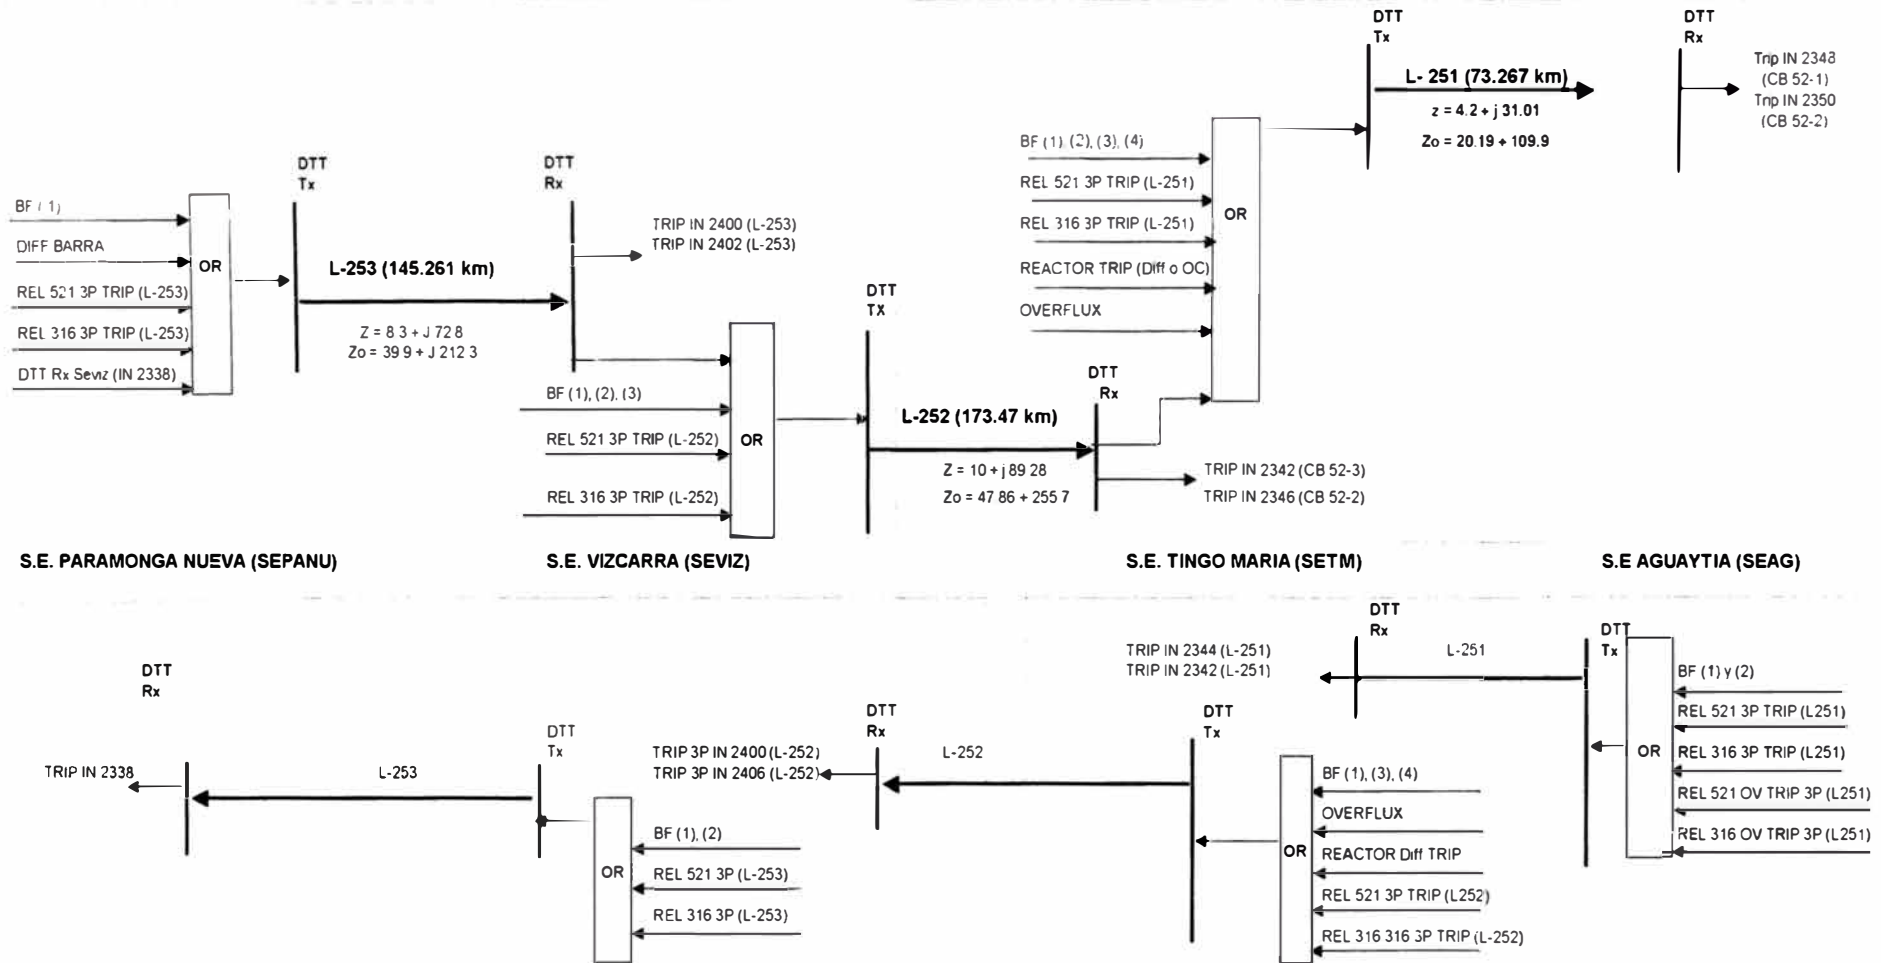 DTT
Tx
L- 251 (73.267 km)
z = 4.2 + j 31.01
Zo = 20.19 + 109.9
DTT
Rx
Trip IN 2348
(CB 52-1)
Trip IN 2350
(CB 52-2)
BF (1), (2), (3), (4)
REL 521 3P TRIP (L-251)
REL 316 3P TRIP (L-251)
REACTOR TRIP (Diff o OC)
OVERFLUX
OR
DTT
Tx
BF (1)
DIFF BARRA
REL 521 3P TRIP (L-253)
REL 316 3P TRIP (L-253)
DTT Rx Seviz (IN 2338)
OR
L-253 (145.261 km)
Z = 8 3 + J 72 8
Zo = 39 9 + J 212 3
DTT
Rx
TRIP IN 2400 (L-253)
TRIP IN 2402 (L-253)
BF (1), (2), (3)
REL 521 3P TRIP (L-252)
REL 316 3P TRIP (L-252)
OR
DTT
TX
L-252 (173.47 km)
Z = 10 + j 89 28
Zo = 47 86 + 255 7
DTT
Rx
TRIP IN 2342 (CB 52-3)
TRIP IN 2346 (CB 52-2)
S.E. PARAMONGA NUEVA (SEPANU)
S.E. VIZCARRA (SEVIZ)
S.E. TINGO MARIA (SETM)
S.E AGUAYTIA (SEAG)
DTT
Rx
TRIP IN 2338
L-253
DTT
Tx
OR
BF (1), (2)
REL 521 3P (L-253)
REL 316 3P (L-253)
TRIP 3P IN 2400 (L-252)
TRIP 3P IN 2406 (L-252)
DTT
Rx
L-252
DTT
Tx
OR
BF (1), (3), (4)
OVERFLUX
REACTOR Diff TRIP
REL 521 3P TRIP (L252)
REL 316 316 3P TRIP (L-252)
TRIP IN 2344 (L-251)
TRIP IN 2342 (L-251)
DTT
Rx
L-251
DTT
Tx
OR
BF (1) y (2)
REL 521 3P TRIP (L251)
REL 316 3P TRIP (L251)
REL 521 OV TRIP 3P (L251)
REL 316 OV TRIP 3P (L251)